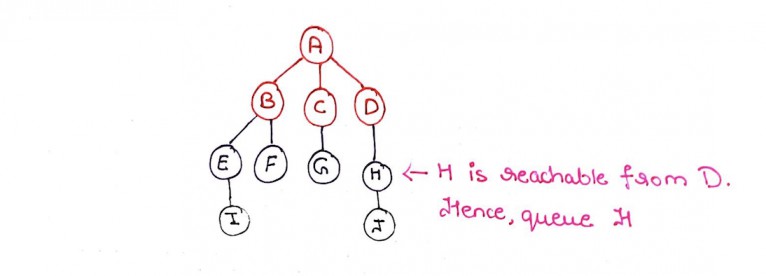 A
B C D
E F G H ← H is reachable from D.
Hence, queue H
I J